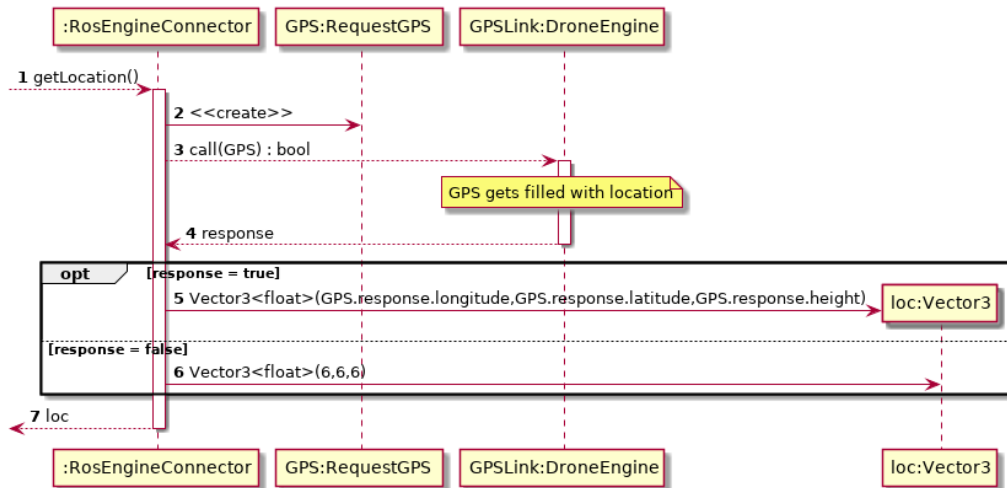 :RosEngineConnector GPS:RequestGPS GPSLink:DroneEngine
1 getLocation()
2 <<create>>
3 call(GPS) : bool
GPS gets filled with location
4 response
opt [response = true]
5 Vector3<float>(GPS.response.longitude,GPS.response.latitude,GPS.response.height) loc:Vector3
[response = false]
6 Vector3<float>(6,6,6)
7 loc
:RosEngineConnector GPS:RequestGPS GPSLink:DroneEngine loc:Vector3